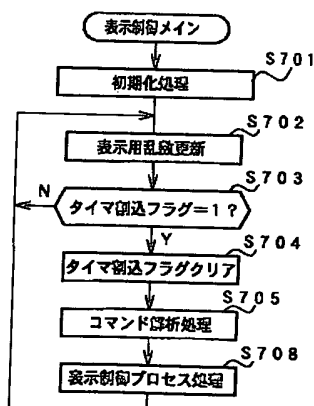 表示制御メイン
S701
初期化処理
S702
表示用乱数更新
S703
N
タイマ割込フラグ=1?
Y
S704
タイマ割込フラグクリア
S705
コマンド解析処理
S708
表示制御プロセス処理